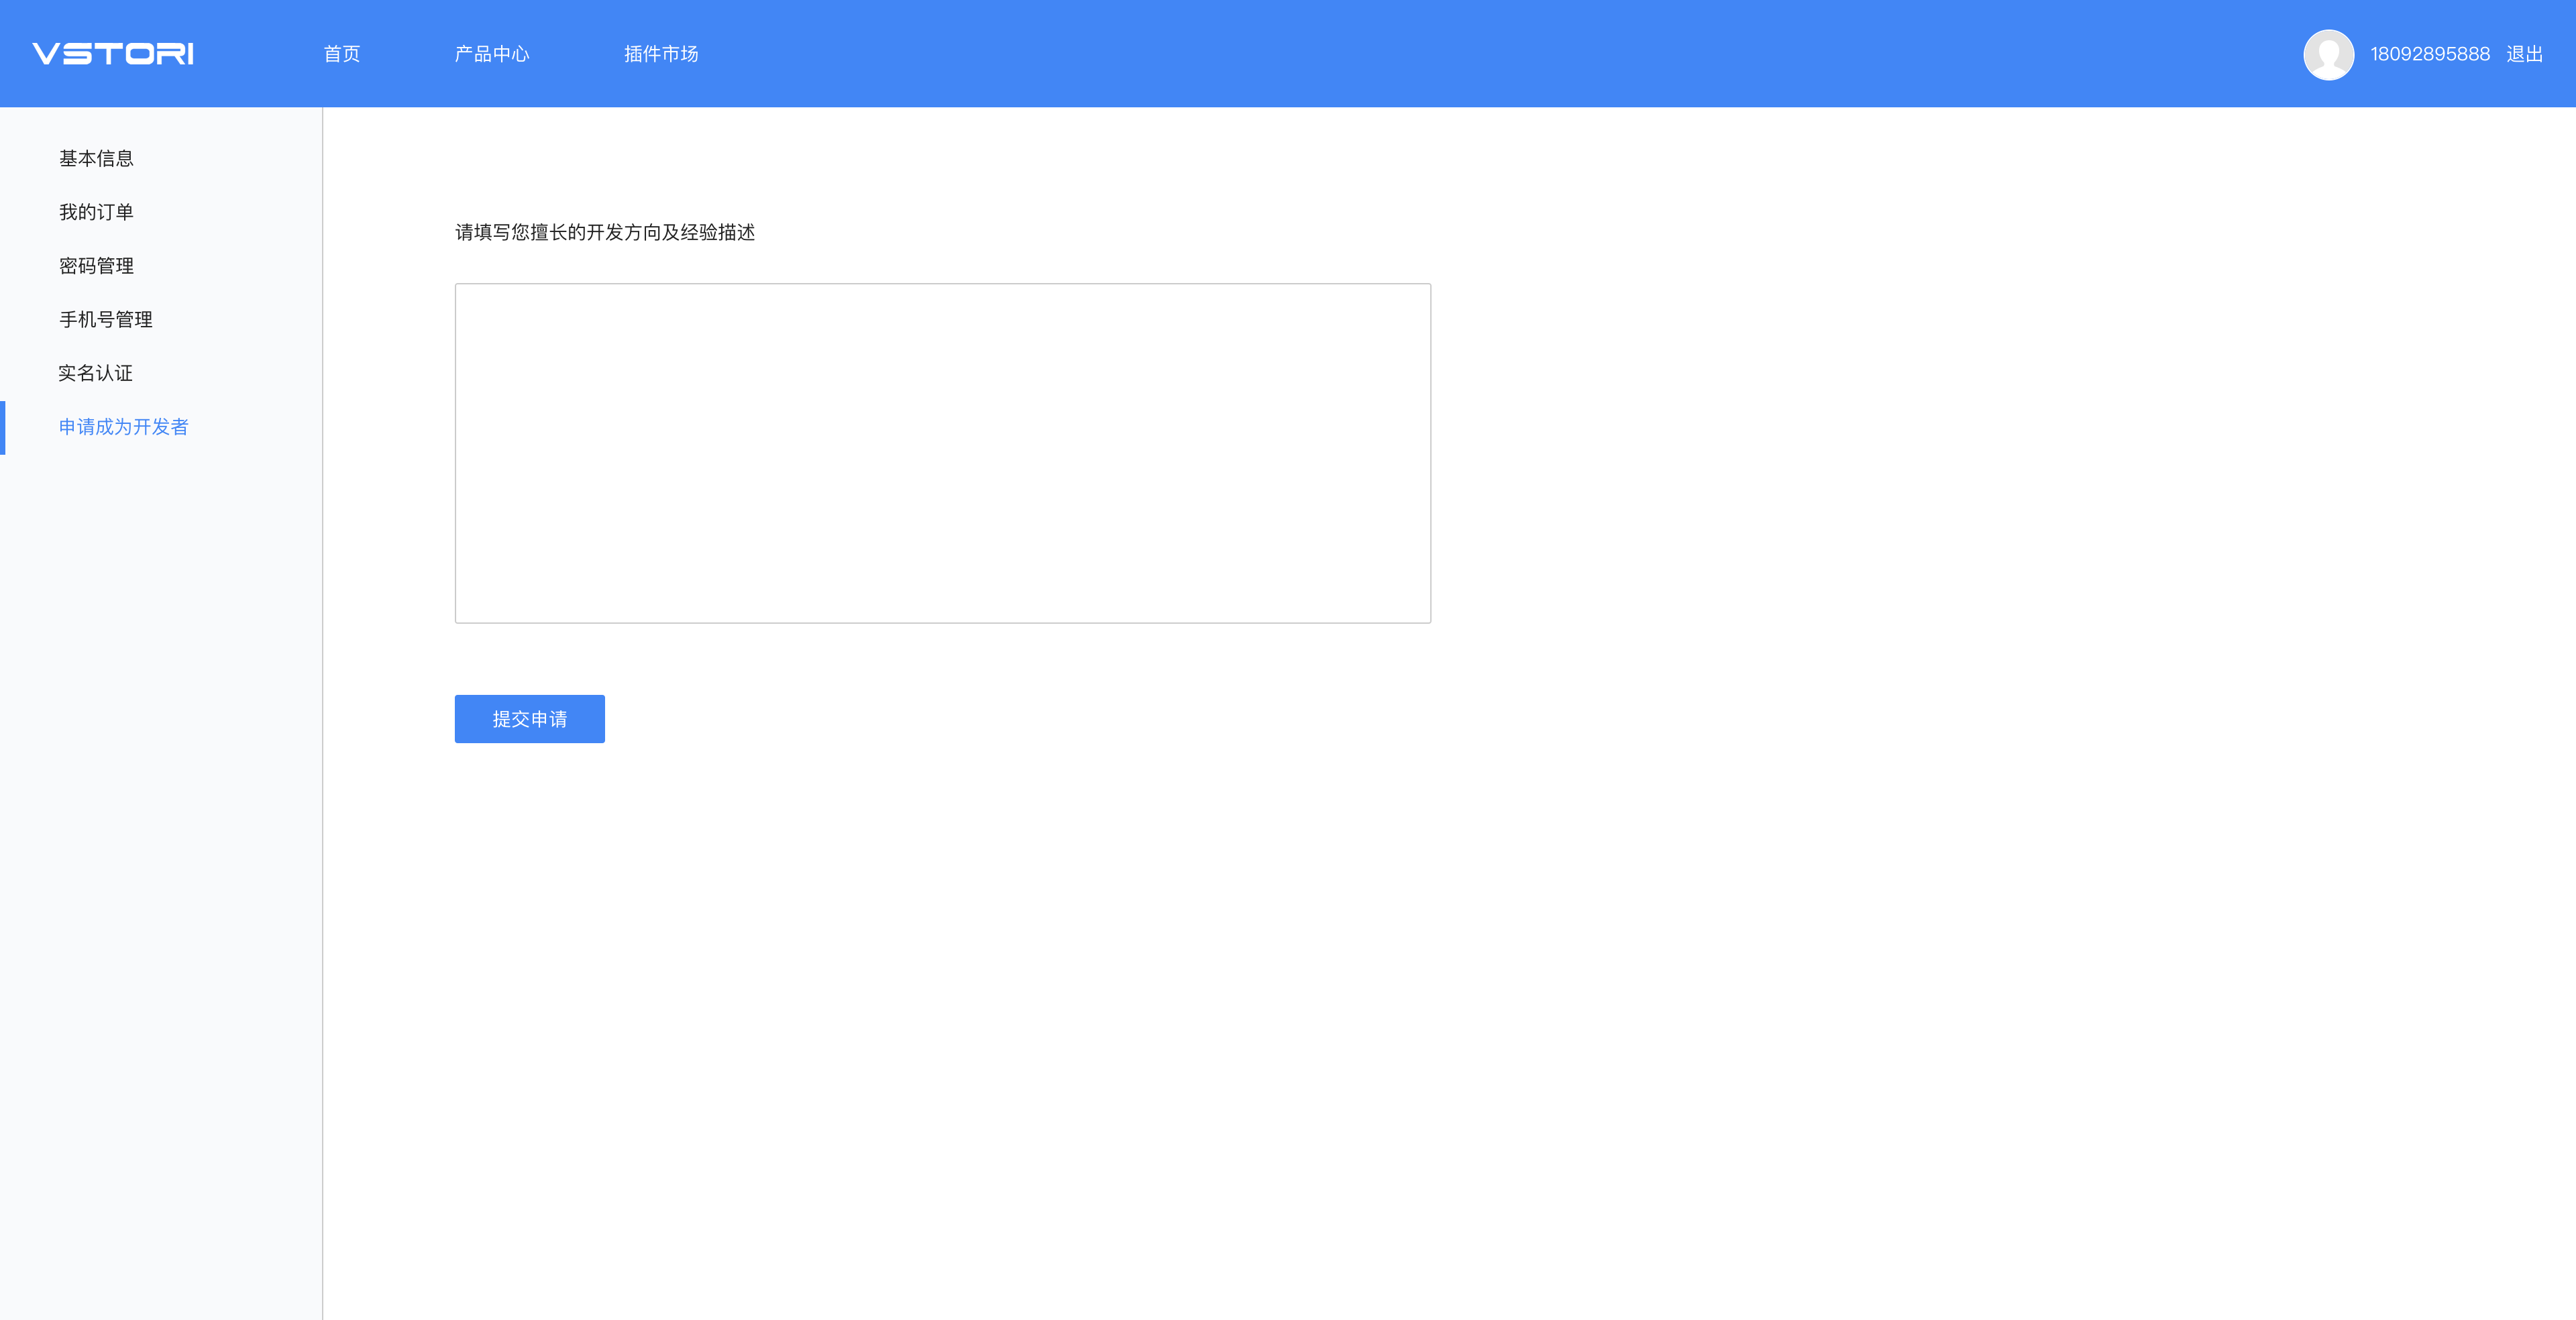 VSTORI
首页
产品中心
插件市场
18092895888
退出
基本信息
我的订单
密码管理
手机号管理
实名认证
申请成为开发者
请填写您擅长的开发方向及经验描述
提交申请